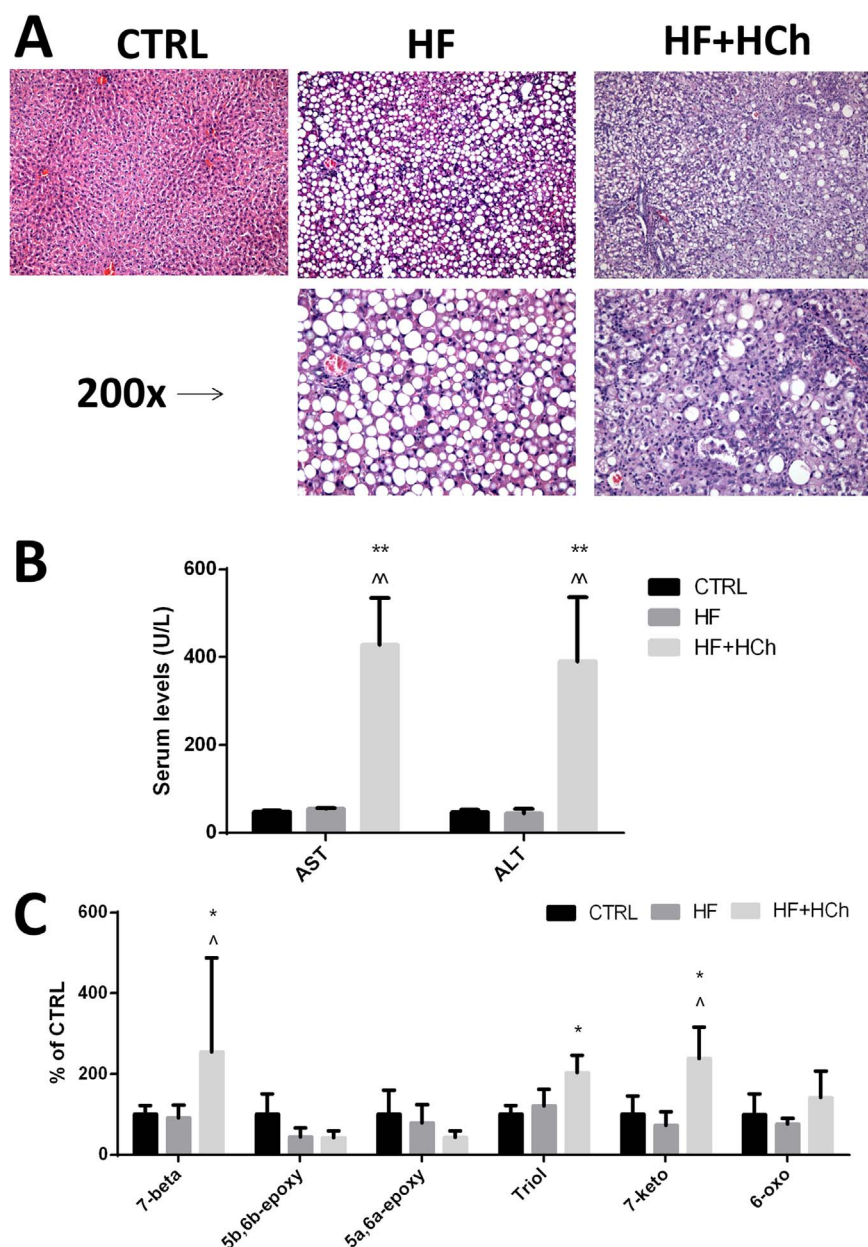 A
CTRL
HF
HF+HCh
200x →
B
Serum levels (U/L)
600
400
200
0
**
^^
**
^^
AST
ALT
CTRL
HF
HF+HCh
C
% of CTRL
600
400
200
0
*
^
*
*
^
CTRL
HF
HF+HCh
7-beta
5b,6b-epoxy
5a,6a-epoxy
Triol
7-keto
6-oxo